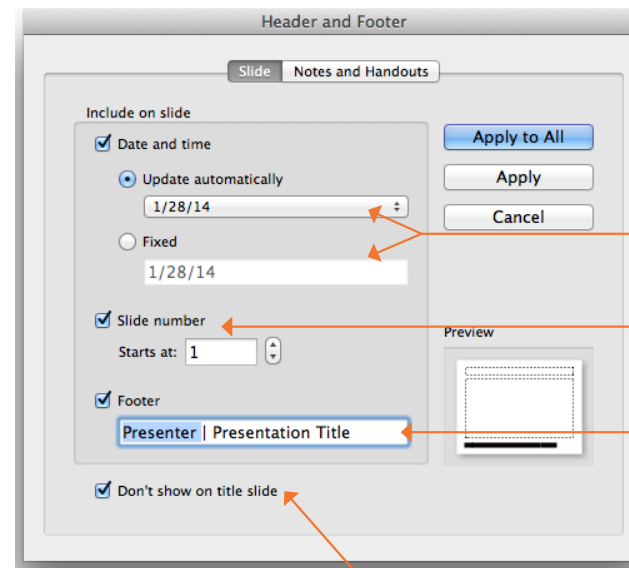 Header and Footer
Slide Notes and Handouts
Include on slide
Date and time
Update automatically
1/28/14
Fixed
1/28/14
Slide number
Starts at: 1
Footer
Presenter | Presentation Title
Don't show on title slide
Apply to All
Apply
Cancel
Preview